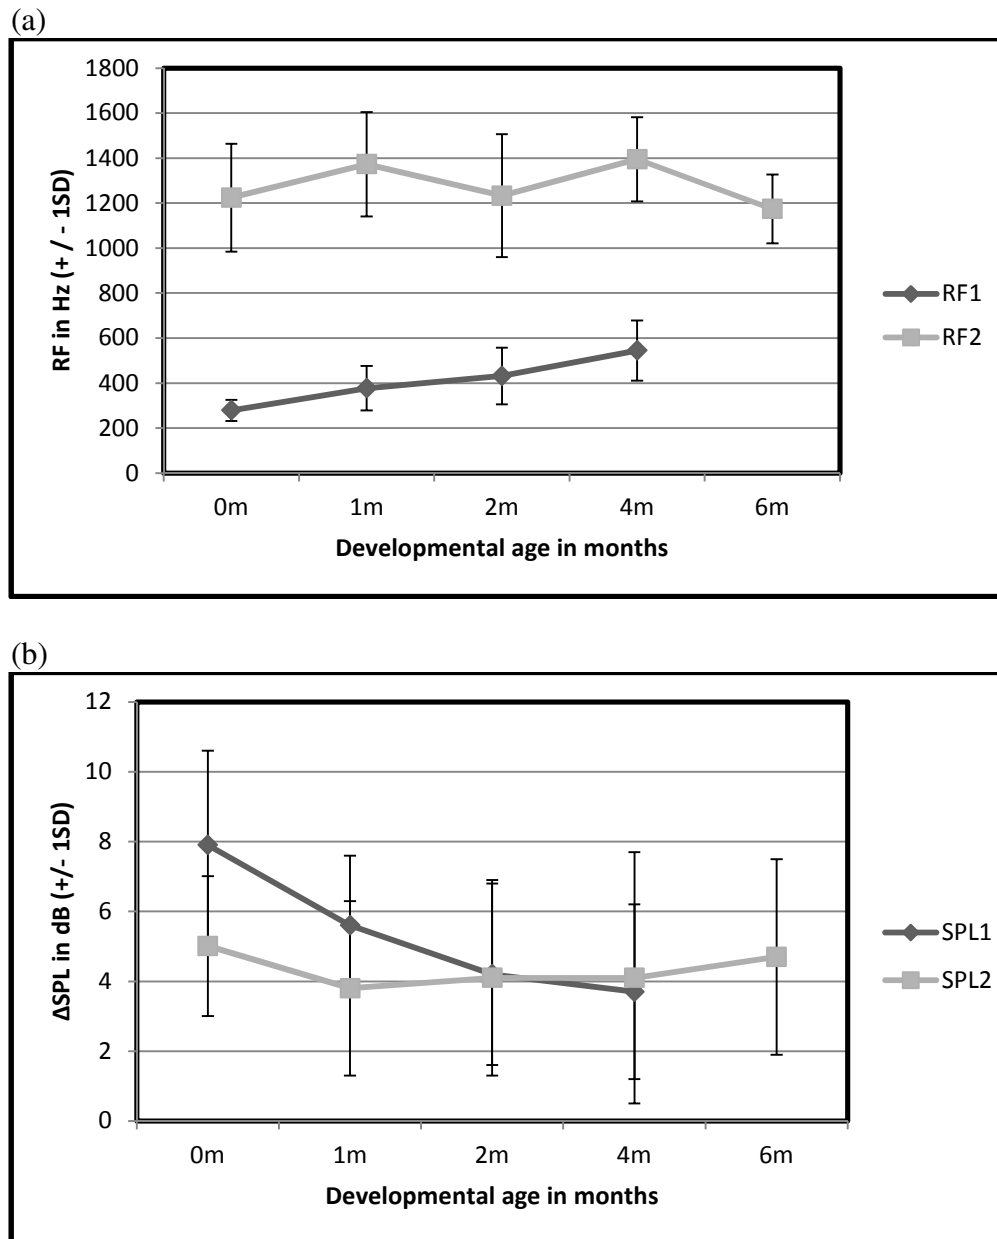 (a)
1800
1600
1400
1200
1000
800
600
400
200
0
RF in Hz (+ / - 1SD)
0m 1m 2m 4m 6m
Developmental age in months
RF1
RF2
(b)
12
10
8
6
4
2
0
ΔSPL in dB (+/- 1SD)
0m 1m 2m 4m 6m
Developmental age in months
SPL1
SPL2